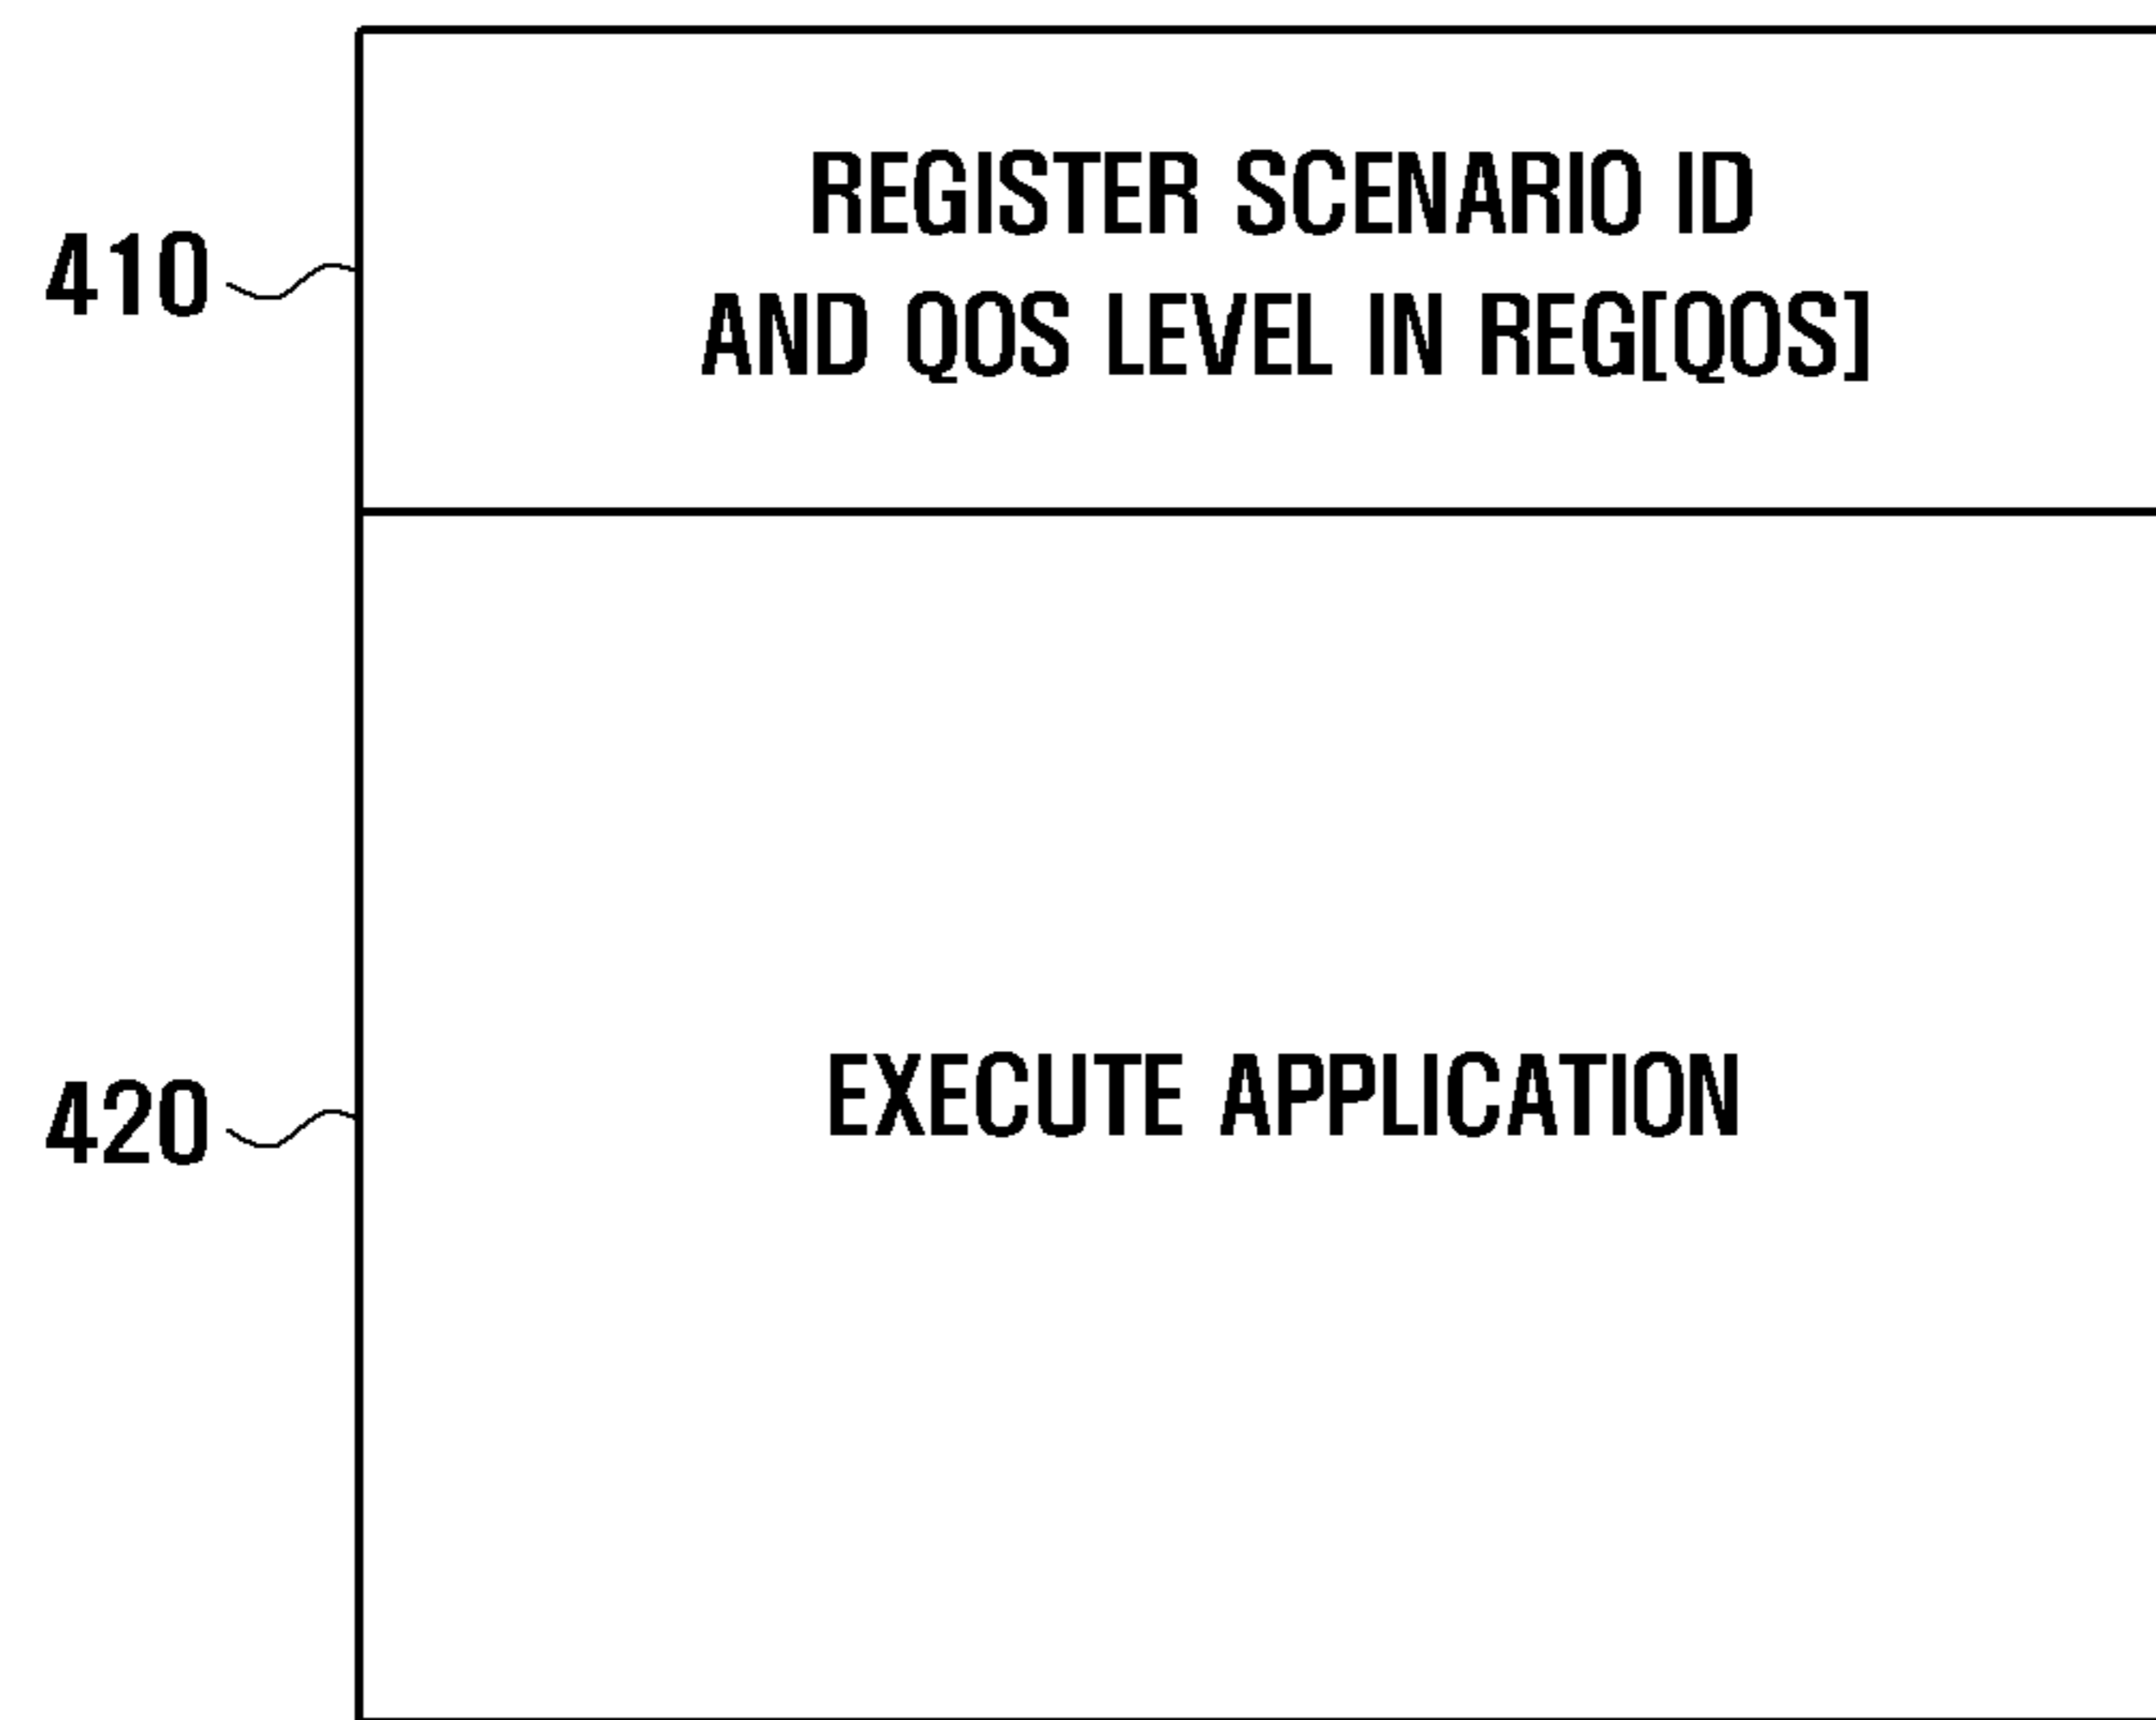 REGISTER SCENARIO ID
410
AND QOS LEVEL IN REG[QOS]
EXECUTE APPLICATION
420